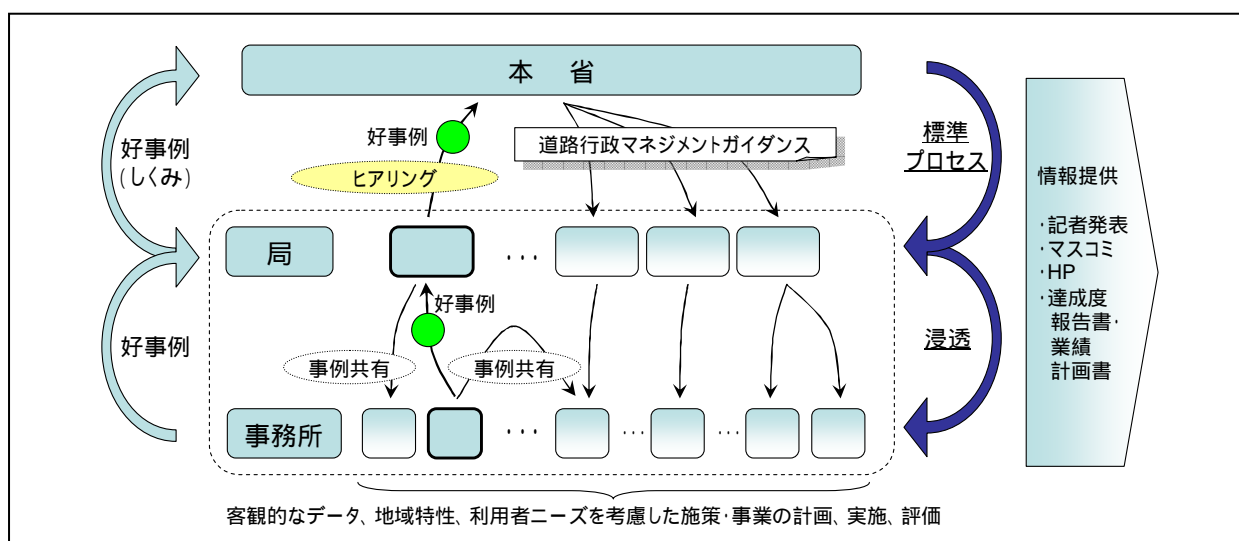 本　省
好事例
(しくみ)
好事例
道路行政マネジメントガイダンス
ヒアリング
標準
プロセス
情報提供
・記者発表
・マスコミ
・HP
・達成度
報告書・
業績
計画書
局
・・・
好事例
好事例
事例共有
事例共有
浸透
事務所
・・・
・・・
・・・
客観的なデータ、地域特性、利用者ニーズを考慮した施策・事業の計画、実施、評価